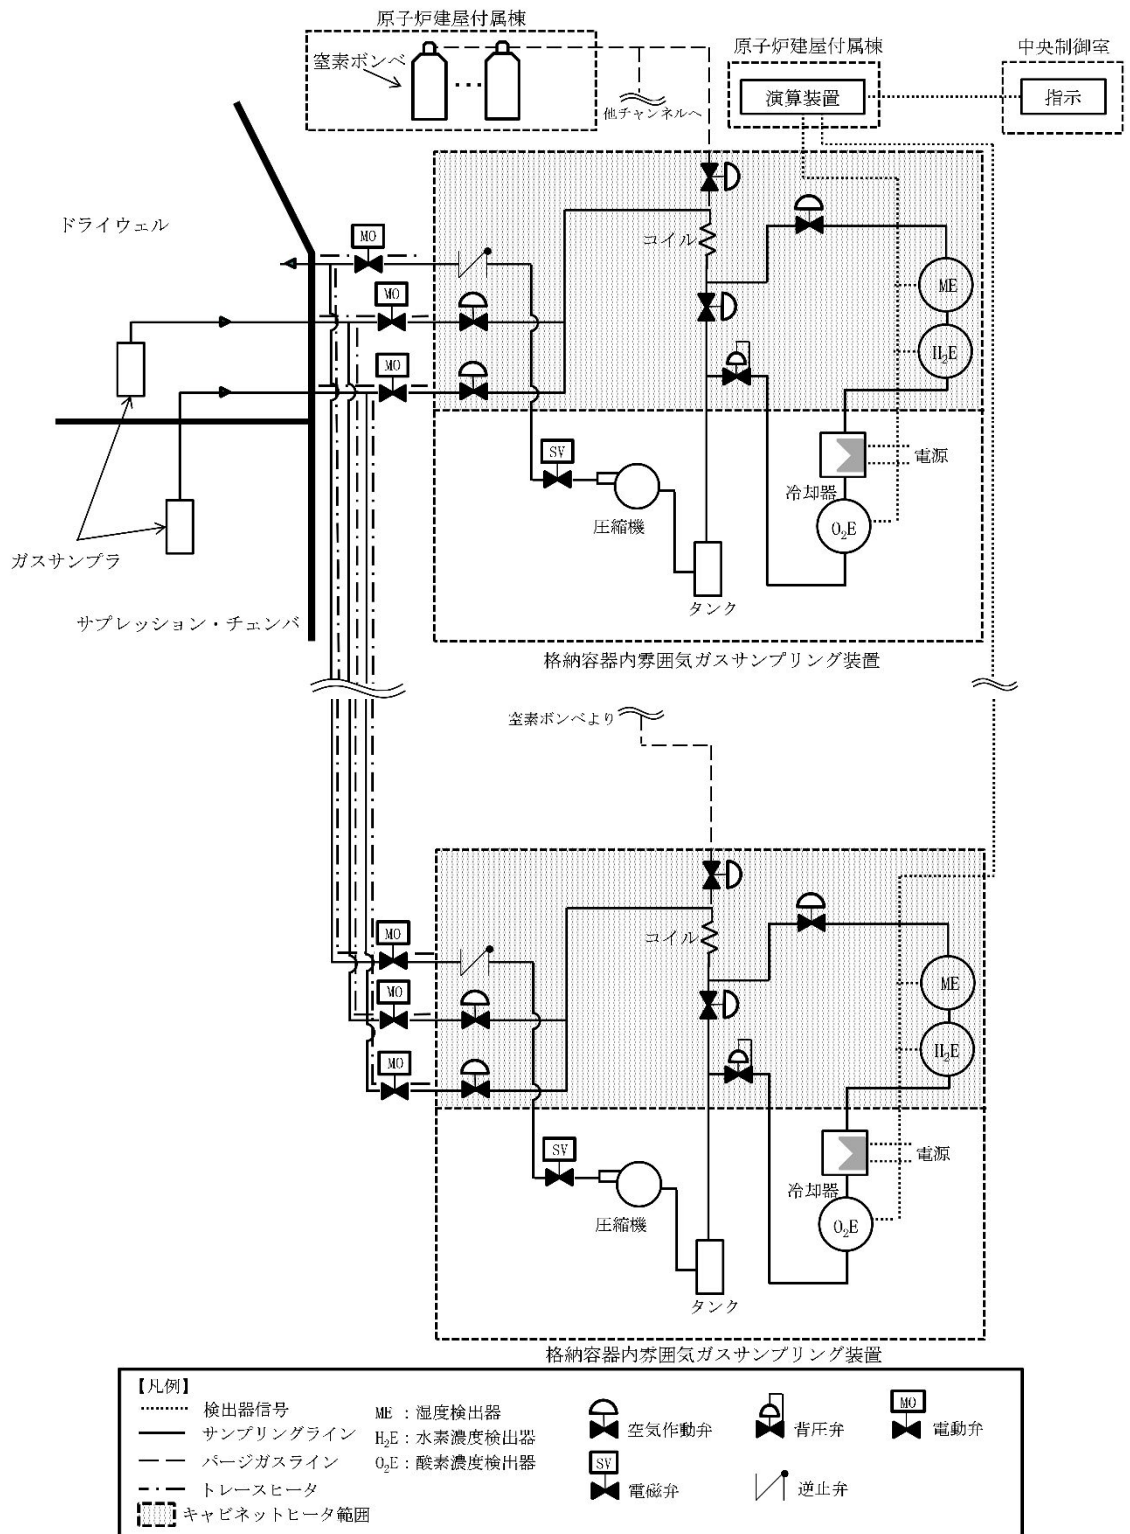 原子炉建屋付属棟
窒素ボンベ
他チャンネルへ
原子炉建屋付属棟
演算装置
中央制御室
指示
ドライウェル
MO
MO
MO
コイル
ME
H₂E
SV
圧縮機
タンク
電源
冷却器
O₂E
ガスサンプラ
サプレッション・チェンバ
格納容器内雰囲気ガスサンプリング装置
窒素ボンベより
MO
MO
MO
コイル
ME
H₂E
SV
圧縮機
タンク
電源
冷却器
O₂E
格納容器内雰囲気ガスサンプリング装置
【凡例】
検出器信号
サンプリングライン
パージガスライン
トレースヒータ
キャビネットヒータ範囲
ME：湿度検出器
H₂E：水素濃度検出器
O₂E：酸素濃度検出器
空気作動弁
SV
電磁弁
背圧弁
逆止弁
MO
電動弁